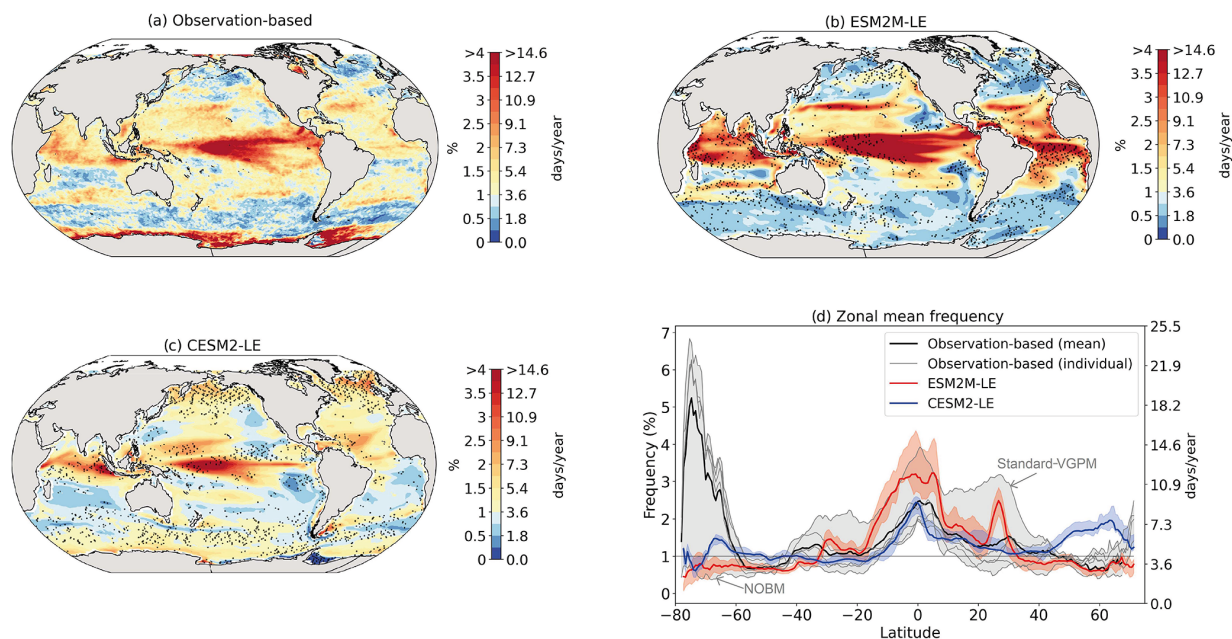 (a) Observation-based
>4 >14.6
3.5 12.7
3 10.9
2.5 9.1
2 7.3
1.5 5.4
1 3.6
0.5 1.8
0 0.0
%
days/year
(b) ESM2M-LE
>4 >14.6
3.5 12.7
3 10.9
2.5 9.1
2 7.3
1.5 5.4
1 3.6
0.5 1.8
0 0.0
%
days/year
(c) CESM2-LE
>4 >14.6
3.5 12.7
3 10.9
2.5 9.1
2 7.3
1.5 5.4
1 3.6
0.5 1.8
0 0.0
%
days/year
(d) Zonal mean frequency
Observation-based (mean)
Observation-based (individual)
ESM2M-LE
CESM2-LE
Standard-VGPM
NOBM
Frequency (%)
7
6
5
4
3
2
1
0
25.5
21.9
18.2
14.6
10.9
7.3
3.6
0.0
days/year
−80 −60 −40 −20 0 20 40 60
Latitude